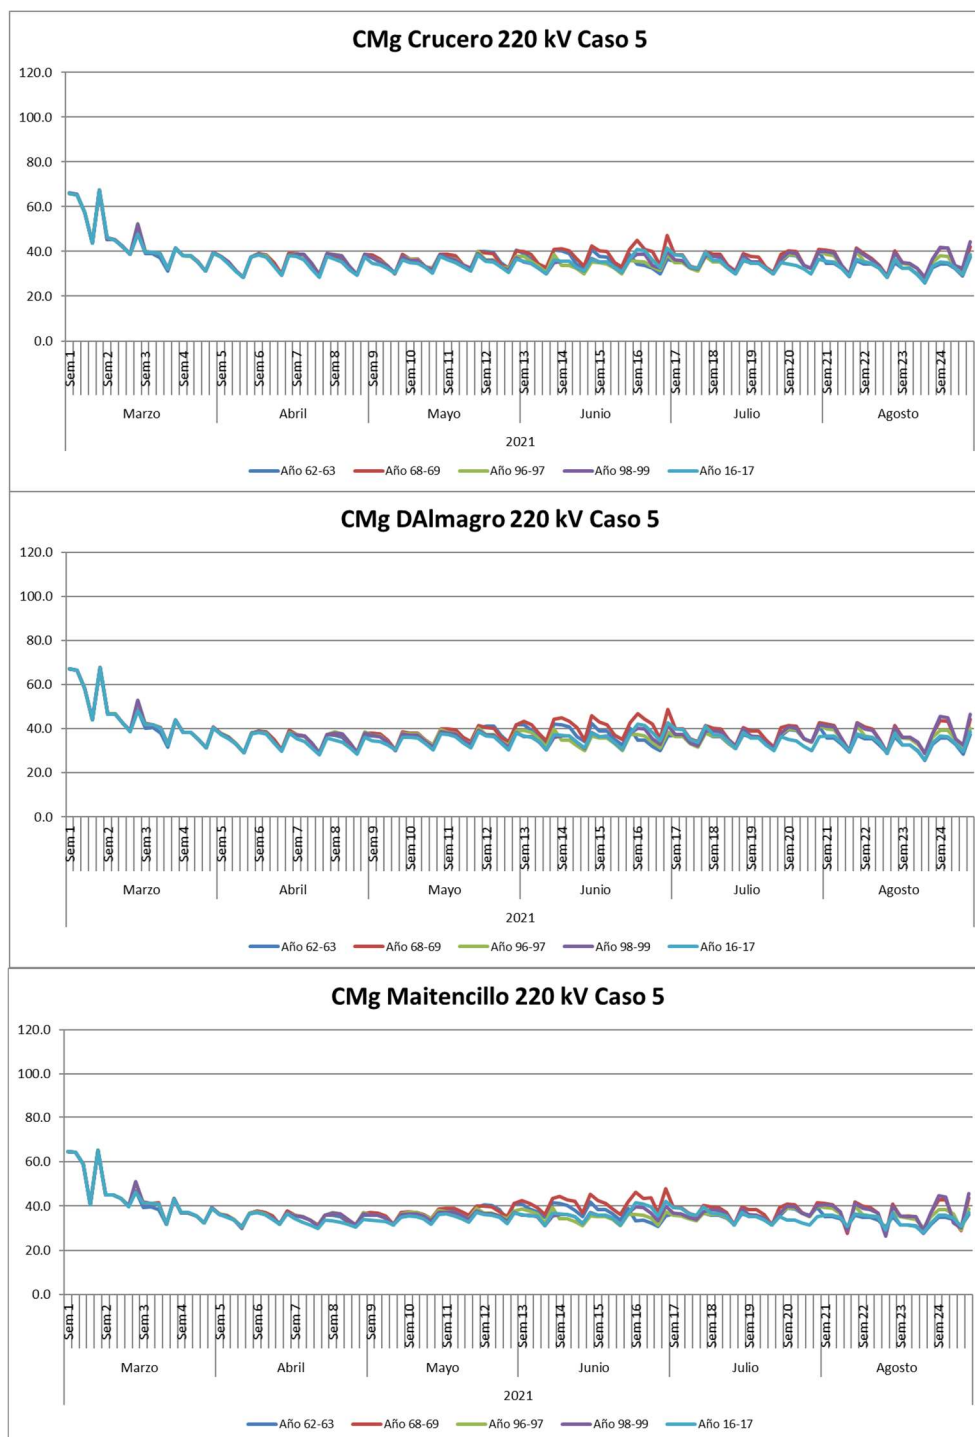 CMg Crucero 220 kV Caso 5
120.0
100.0
80.0
60.0
40.0
20.0
0.0
Sem 1 Sem 2 Sem 3 Sem 4 Sem 5 Sem 6 Sem 7 Sem 8 Sem 9 Sem 10 Sem 11 Sem 12 Sem 13 Sem 14 Sem 15 Sem 16 Sem 17 Sem 18 Sem 19 Sem 20 Sem 21 Sem 22 Sem 23 Sem 24
Marzo Abril Mayo Junio Julio Agosto
2021
Año 62-63 Año 68-69 Año 96-97 Año 98-99 Año 16-17
CMg DAlmagro 220 kV Caso 5
120.0
100.0
80.0
60.0
40.0
20.0
0.0
Sem 1 Sem 2 Sem 3 Sem 4 Sem 5 Sem 6 Sem 7 Sem 8 Sem 9 Sem 10 Sem 11 Sem 12 Sem 13 Sem 14 Sem 15 Sem 16 Sem 17 Sem 18 Sem 19 Sem 20 Sem 21 Sem 22 Sem 23 Sem 24
Marzo Abril Mayo Junio Julio Agosto
2021
Año 62-63 Año 68-69 Año 96-97 Año 98-99 Año 16-17
CMg Maitencillo 220 kV Caso 5
120.0
100.0
80.0
60.0
40.0
20.0
0.0
Sem 1 Sem 2 Sem 3 Sem 4 Sem 5 Sem 6 Sem 7 Sem 8 Sem 9 Sem 10 Sem 11 Sem 12 Sem 13 Sem 14 Sem 15 Sem 16 Sem 17 Sem 18 Sem 19 Sem 20 Sem 21 Sem 22 Sem 23 Sem 24
Marzo Abril Mayo Junio Julio Agosto
2021
Año 62-63 Año 68-69 Año 96-97 Año 98-99 Año 16-17